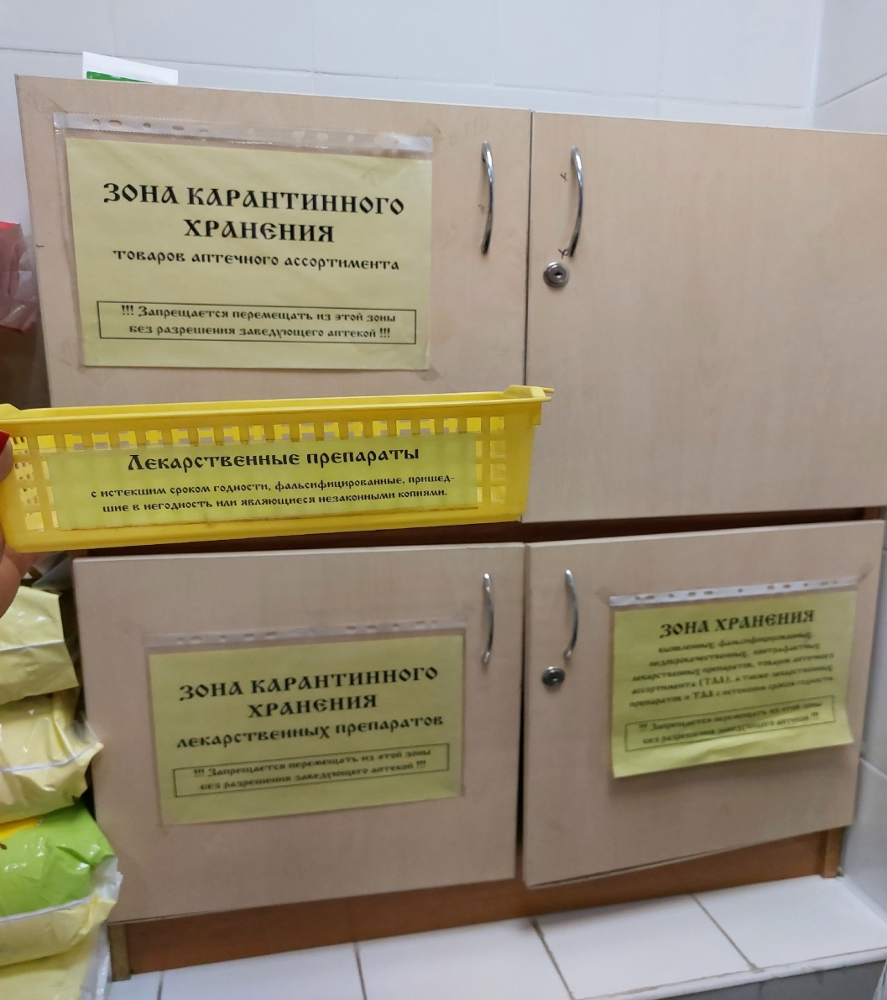 ЗОНА КАРАНТИННОГО
ХРАНЕНИЯ
товаров аптечного ассортимента
!!! Запрещается перемещать из этой зоны
без разрешения заведующего аптекой !!!
Лекарственные препараты
с истекшим сроком годности, фальсифицированные, пришед-
шие в негодность или являющиеся незаконными копиями.
ЗОНА КАРАНТИННОГО
ХРАНЕНИЯ
лекарственных препаратов
!!! Запрещается перемещать из этой зоны
без разрешения заведующего аптекой !!!
ЗОНА ХРАНЕНИЯ
выявленных фальсифицированных,
недоброкачественных, контрафактных
лекарственных препаратов, товаров аптечного
ассортимента (ТАА), а также лекарственных
препаратов и ТАА с истекшим сроком годности
!!! Запрещается перемещать из этой зоны
без разрешения заведующего аптекой !!!